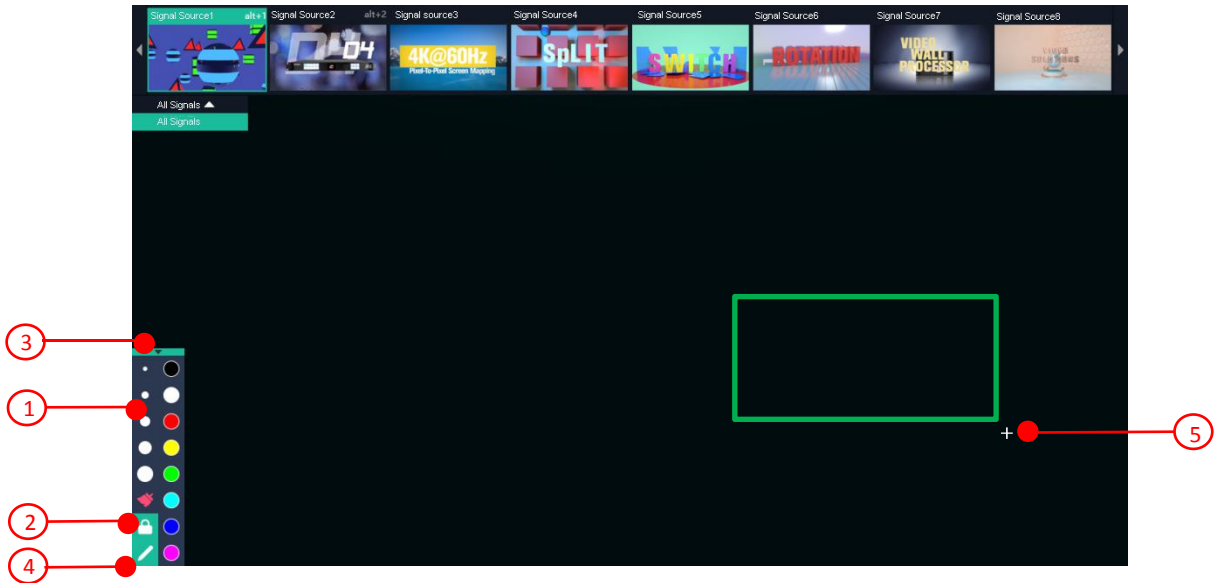 Signal Source1 alt+1 Signal Source2 alt+2 Signal source3 Signal Source4 Signal Source5 Signal Source6 Signal Source7 Signal Source8
04
4K@60Hz
Pixel-To-Pixel Screen Mapping
SpLIT
SWITCH
ROTATION
VIDEO
WALL
PROCESSOR
All Signals
All Signals
3
1
5
2
4